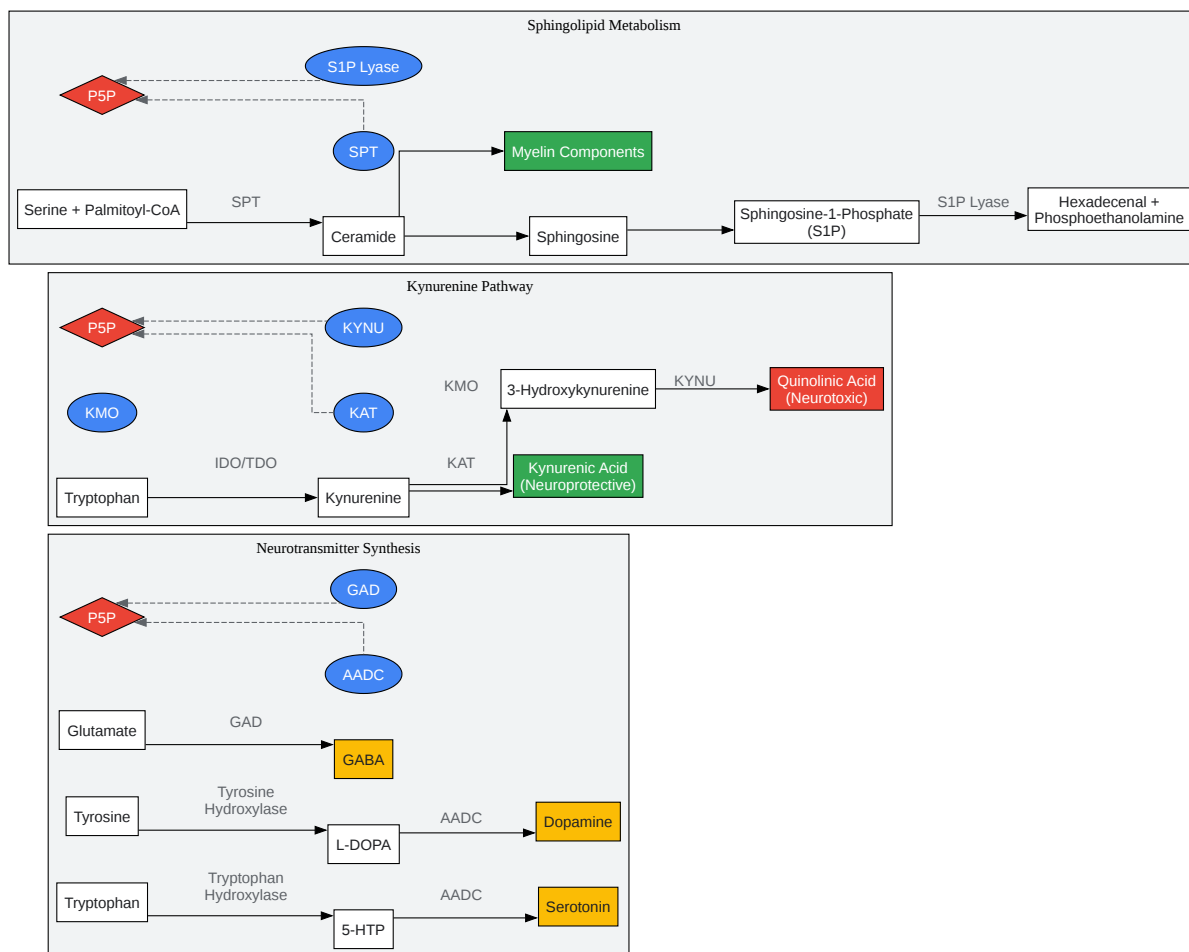 Sphingolipid Metabolism
S1P Lyase
P5P
SPT
Myelin Components
Serine + Palmitoyl-CoA
SPT
Ceramide
Sphingosine
Sphingosine-1-Phosphate
(S1P)
S1P Lyase
Hexadecenal +
Phosphoethanolamine
Kynurenine Pathway
P5P
KYNU
KMO
KAT
KMO
3-Hydroxykynurenine
KYNU
Quinolinic Acid
(Neurotoxic)
Tryptophan
IDO/TDO
Kynurenine
KAT
Kynurenic Acid
(Neuroprotective)
Neurotransmitter Synthesis
GAD
P5P
AADC
Glutamate
GAD
GABA
Tyrosine
Tyrosine
Hydroxylase
L-DOPA
AADC
Dopamine
Tryptophan
Tryptophan
Hydroxylase
5-HTP
AADC
Serotonin